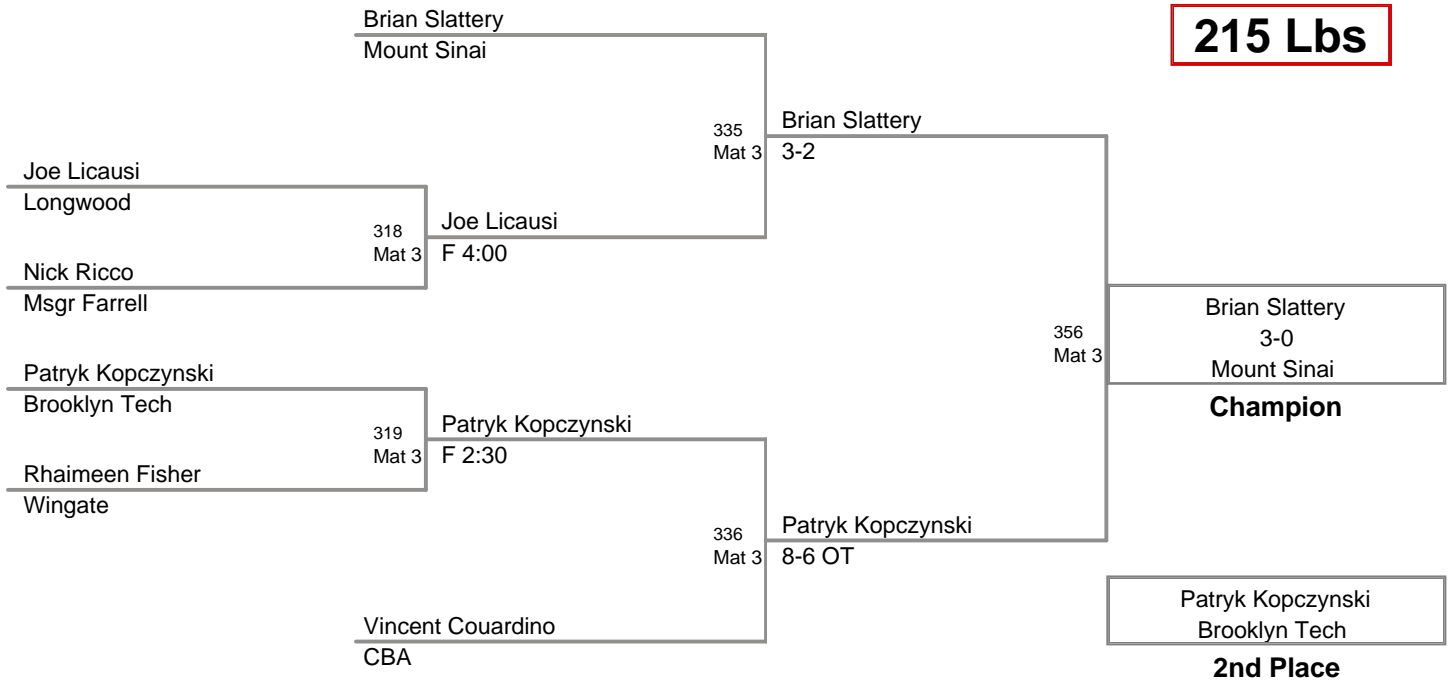 Brian Slattery
Mount Sinai
215 Lbs
335
Mat 3
Brian Slattery
3-2
Joe Licausi
Longwood
318
Mat 3
Joe Licausi
F 4:00
Nick Ricco
Msgr Farrell
356
Mat 3
Brian Slattery
3-0
Mount Sinai
Champion
Patryk Kopczynski
Brooklyn Tech
319
Mat 3
Patryk Kopczynski
F 2:30
Rhaimeen Fisher
Wingate
336
Mat 3
Patryk Kopczynski
8-6 OT
Vincent Couardino
CBA
Patryk Kopczynski
Brooklyn Tech
2nd Place